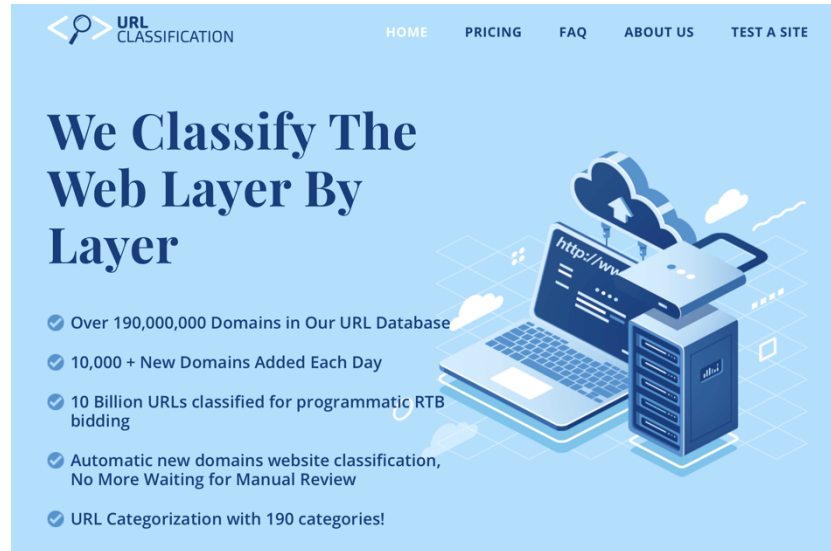 URL
CLASSIFICATION
HOME
PRICING
FAQ
ABOUT US
TEST A SITE
We Classify The
Web Layer By
Layer
Over 190,000,000 Domains in Our URL Database
10,000 + New Domains Added Each Day
10 Billion URLs classified for programmatic RTB
bidding
Automatic new domains website classification,
No More Waiting for Manual Review
URL Categorization with 190 categories!
http://ww